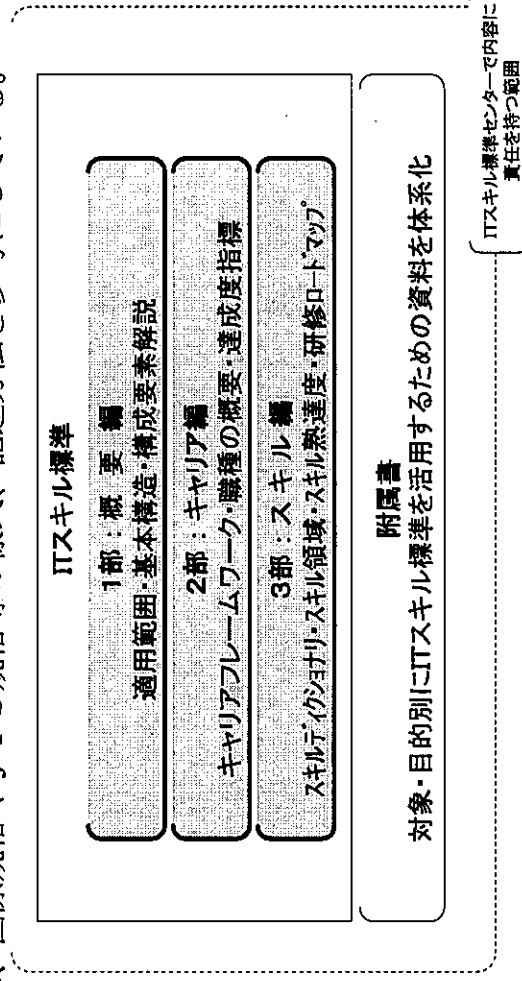 ITスキル標準
1部:概 要 編
適用範囲・基本構造・構成要素解説
2部:キャリア編
キャリアフレームワーク・職種の概要・達成度指標
3部:スキル編
スキルディクショナリ・スキル領域・スキル熟達度・研修ロードマップ
附属書
対象・目的別にITスキル標準を活用するための資料を体系化
ITスキル標準センターで内容に
責任を持つ範囲